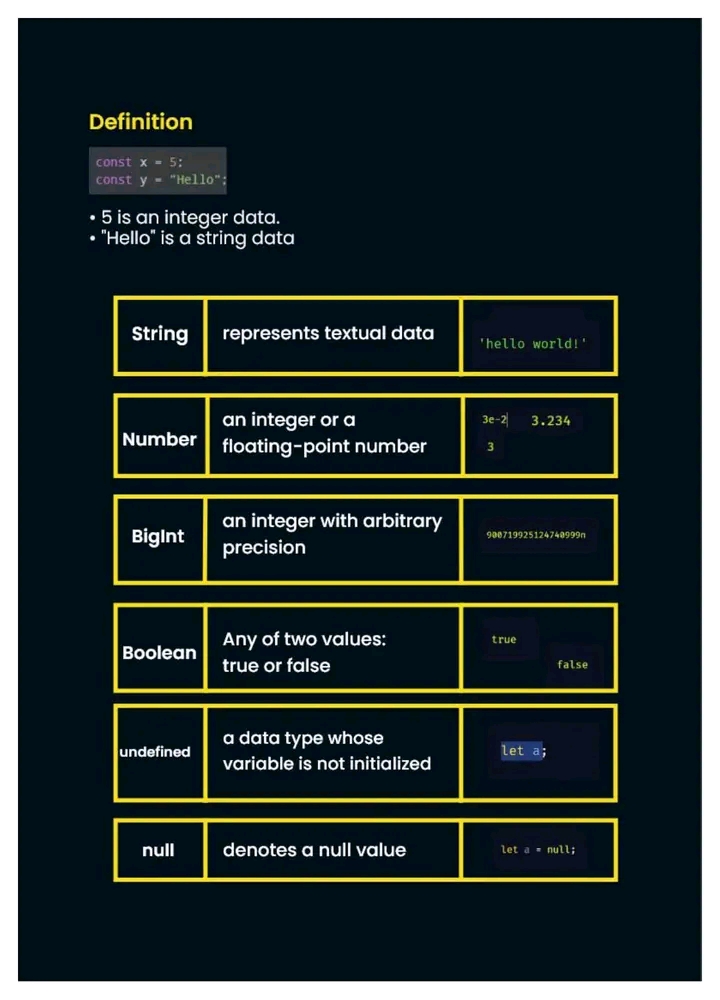 Definition
const x = 5;
const y = "Hello";
• 5 is an integer data.
• "Hello" is a string data
String
represents textual data
'hello world!'
Number
an integer or a
floating-point number
3e-2 3.234
3
BigInt
an integer with arbitrary
precision
900719925124740999n
Boolean
Any of two values:
true or false
true
false
undefined
a data type whose
variable is not initialized
let a;
null
denotes a null value
let a = null;